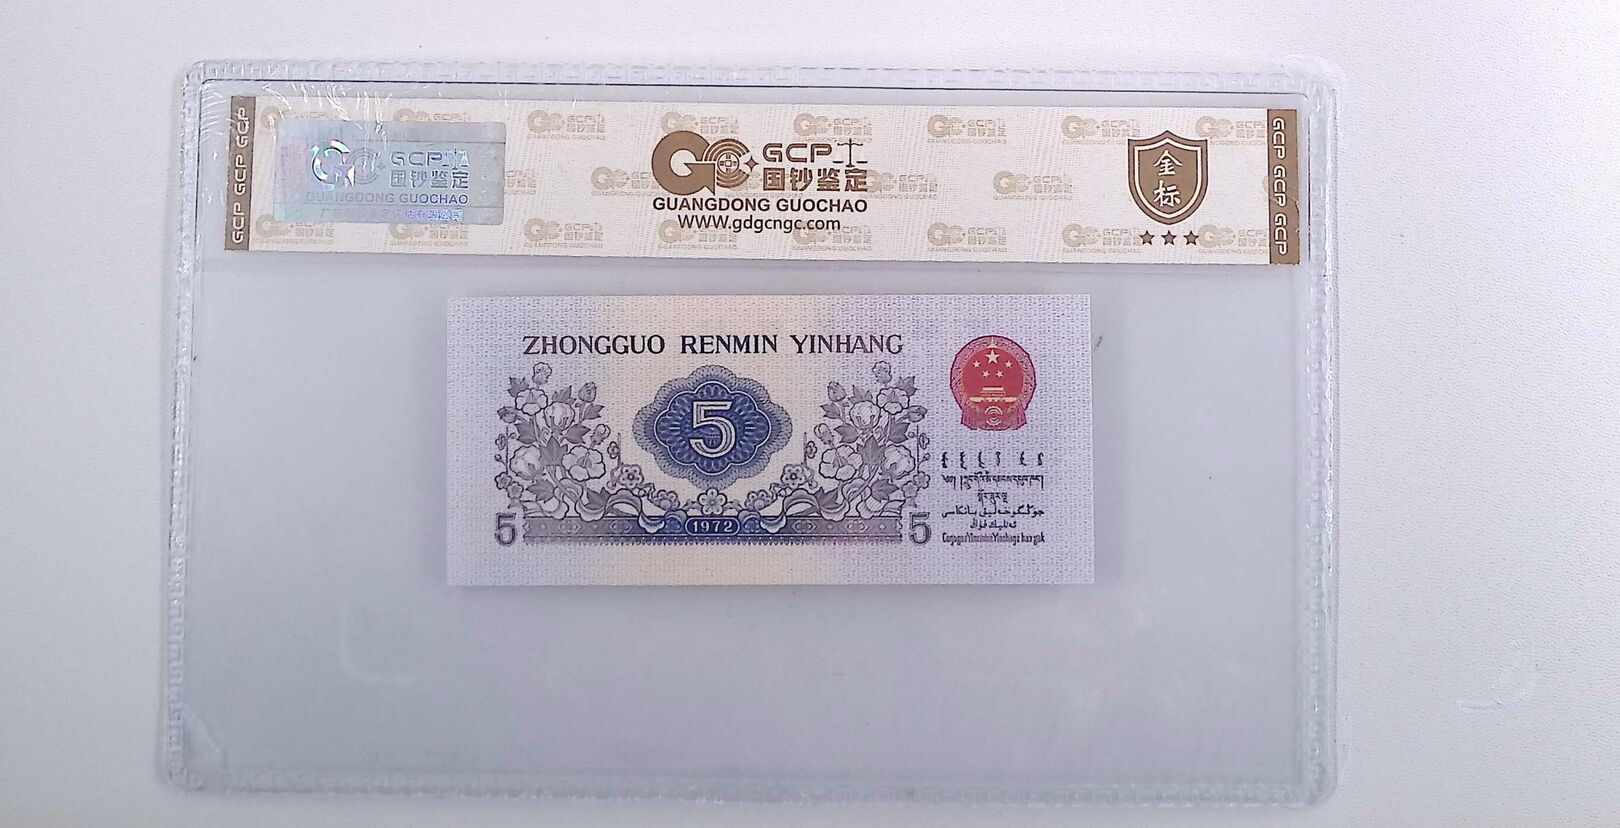 GCP GCP GCP
GCP
国钞鉴定
GUANGDONG GUOCHAO
GCP
国钞鉴定
GUANGDONG GUOCHAO
WWW.gdgcngc.com
金
标
GCP GCP GCP
ZHONGGUO RENMIN YINHANG
5
1972
5
5